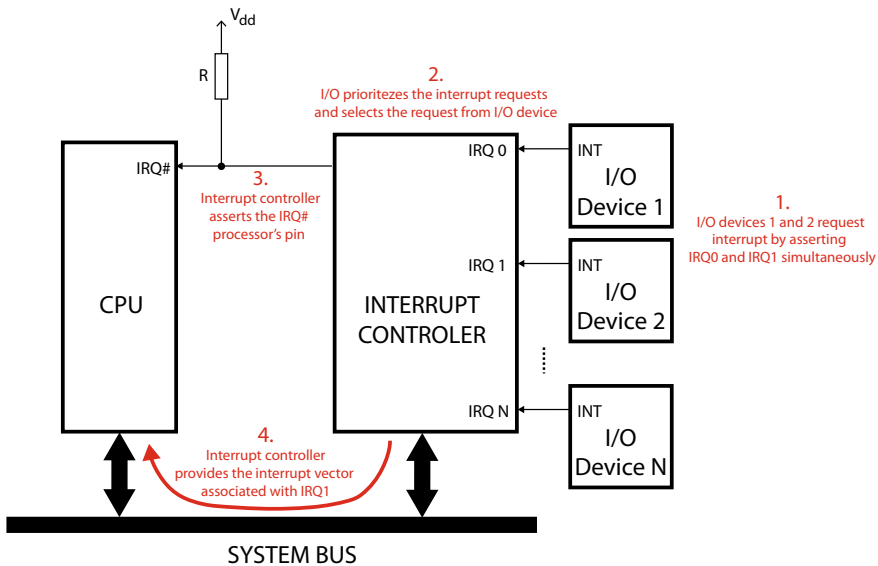 Vdd
R
2.
I/O prioritezes the interrupt requests
and selects the request from I/O device
IRQ#
3.
Interrupt controller
asserts the IRQ#
processor's pin
CPU
INTERRUPT
CONTROLER
IRQ 0
IRQ 1
IRQ N
INT
I/O
Device 1
INT
I/O
Device 2
INT
I/O
Device N
1.
I/O devices 1 and 2 request
interrupt by asserting
IRQ0 and IRQ1 simultaneously
4.
Interrupt controller
provides the interrupt vector
associated with IRQ1
SYSTEM BUS